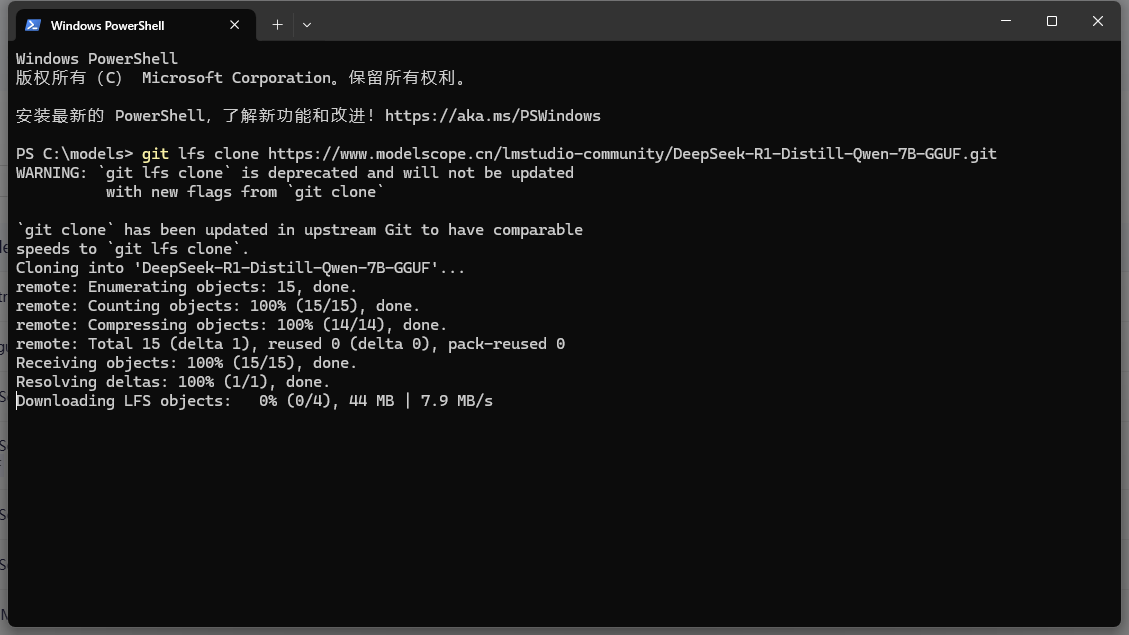 Windows PowerShell
Windows PowerShell
版权所有（C） Microsoft Corporation。保留所有权利。
安装最新的 PowerShell，了解新功能和改进！https://aka.ms/PSWindows
PS C:\models> git lfs clone https://www.modelscope.cn/lmstudio-community/DeepSeek-R1-Distill-Qwen-7B-GGUF.git
WARNING: `git lfs clone` is deprecated and will not be updated
          with new flags from `git clone`
`git clone` has been updated in upstream Git to have comparable
speeds to `git lfs clone`.
Cloning into 'DeepSeek-R1-Distill-Qwen-7B-GGUF'...
remote: Enumerating objects: 15, done.
remote: Counting objects: 100% (15/15), done.
remote: Compressing objects: 100% (14/14), done.
remote: Total 15 (delta 1), reused 0 (delta 0), pack-reused 0
Receiving objects: 100% (15/15), done.
Resolving deltas: 100% (1/1), done.
Downloading LFS objects:   0% (0/4), 44 MB | 7.9 MB/s